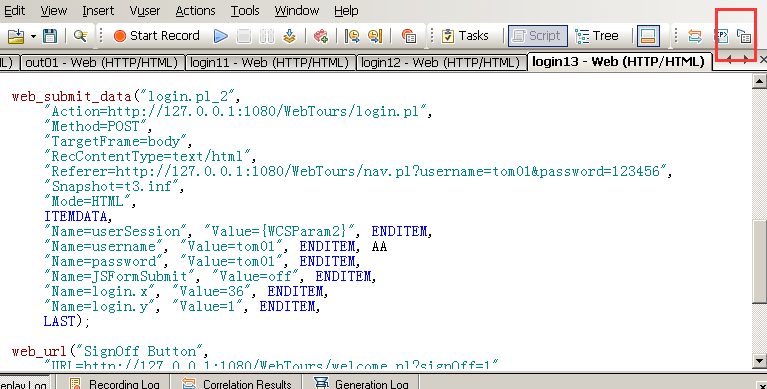 Edit View Insert Vuser Actions Tools Window Help
Start Record Tasks Script Tree
out01 - Web (HTTP/HTML) login11 - Web (HTTP/HTML) login12 - Web (HTTP/HTML) login13 - Web (HTTP/HTML)
web_submit_data("login.pl_2",
"Action=http://127.0.0.1:1080/WebTours/login.pl",
"Method=POST",
"TargetFrame=body",
"RecContentType=text/html",
"Referer=http://127.0.0.1:1080/WebTours/nav.pl?username=tom01&password=123456",
"Snapshot=t3.inf",
"Mode=HTML",
ITEMDATA,
"Name=userSession", "Value={WCSParam2}", ENDITEM,
"Name=username", "Value=tom01", ENDITEM, AA
"Name=password", "Value=tom01", ENDITEM,
"Name=JSFormSubmit", "Value=off", ENDITEM,
"Name=login.x", "Value=36", ENDITEM,
"Name=login.y", "Value=1", ENDITEM,
LAST);
web_url("SignOff Button",
"URL=http://127.0.0.1:1080/WebTours/welcome.pl?signOff=1"
Replay Log Recording Log Correlation Results Generation Log